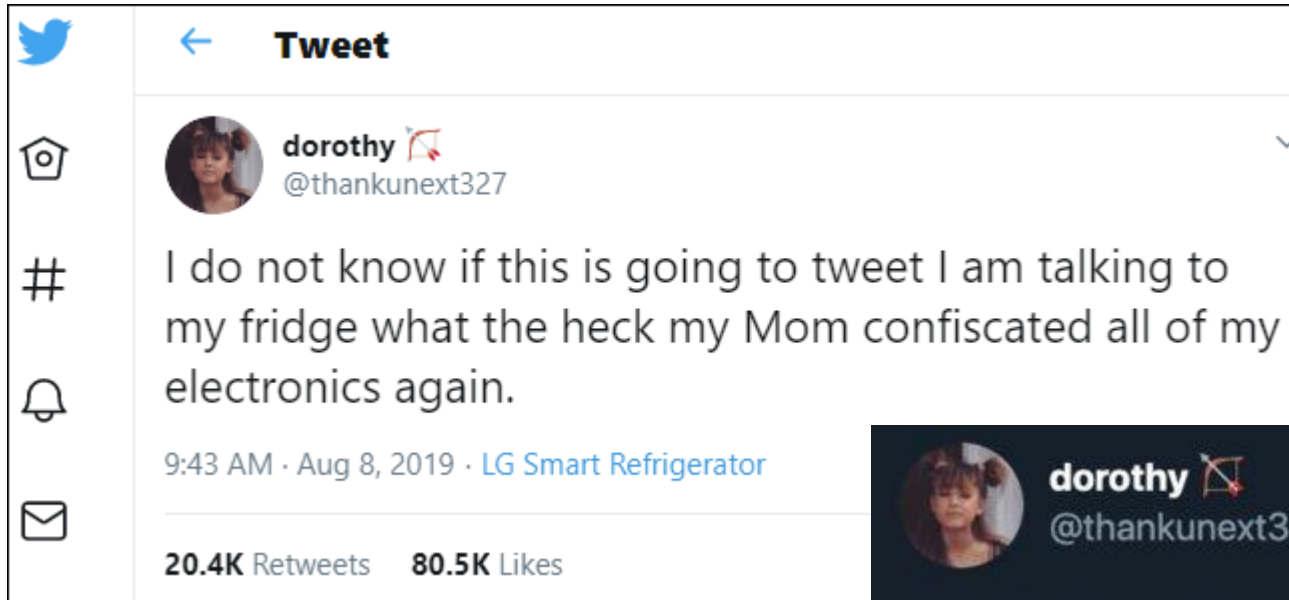 Tweet
dorothy 🏹
@thankunext327
I do not know if this is going to tweet I am talking to
my fridge what the heck my Mom confiscated all of my
electronics again.
9:43 AM · Aug 8, 2019 · LG Smart Refrigerator
20.4K Retweets 80.5K Likes
dorothy 🏹
@thankunext3